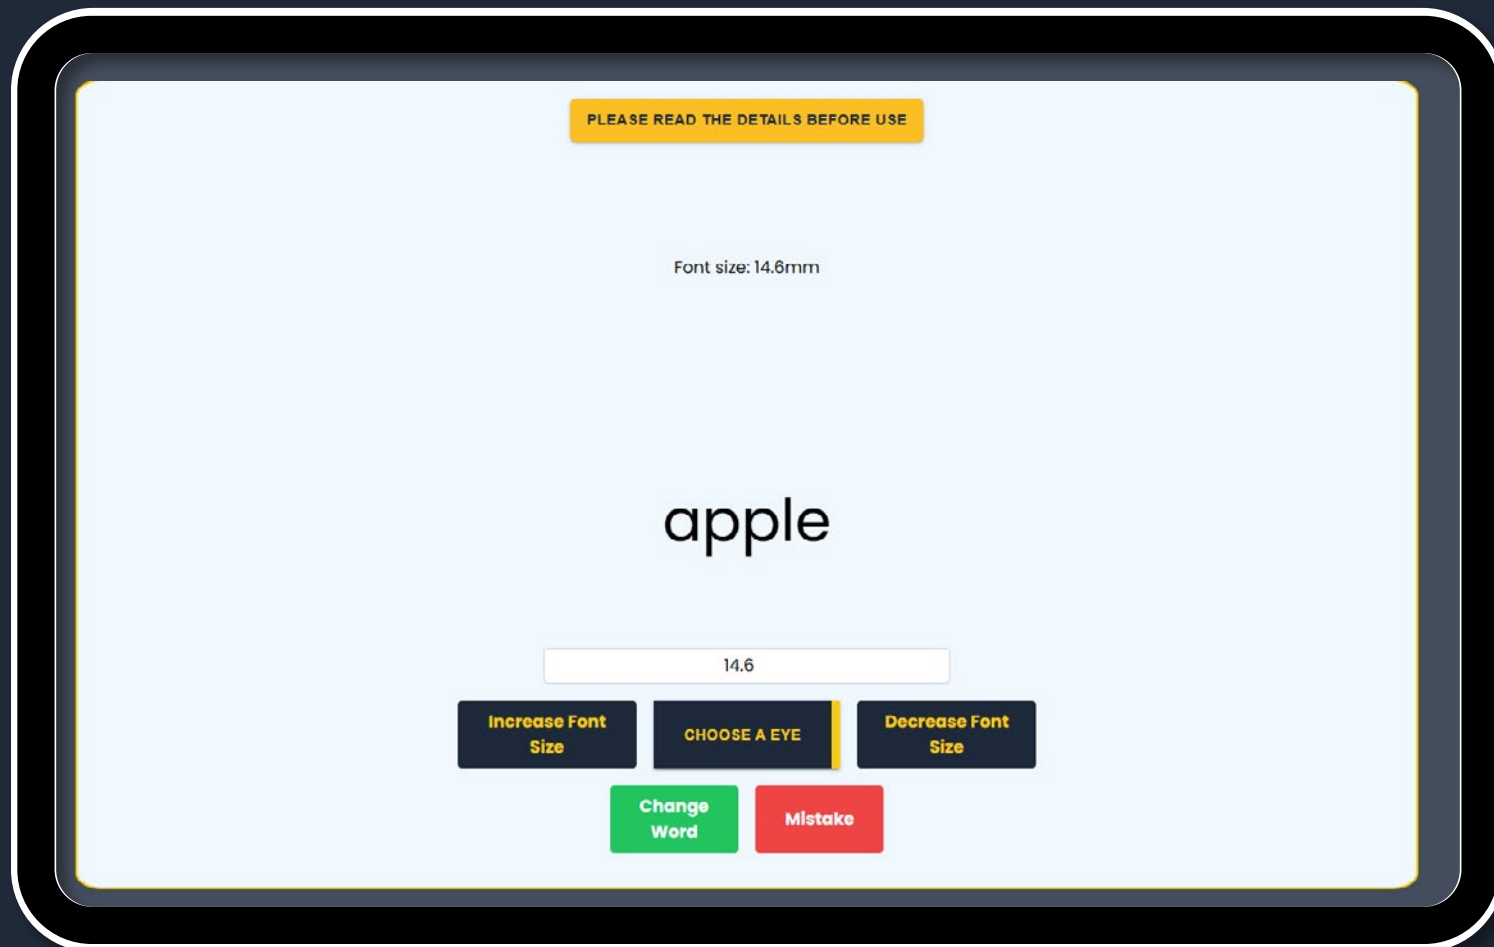 PLEASE READ THE DETAILS BEFORE USE
Font size: 14.6mm
apple
14.6
Increase Font
Size
CHOOSE A EYE
Decrease Font
Size
Change
Word
Mistake